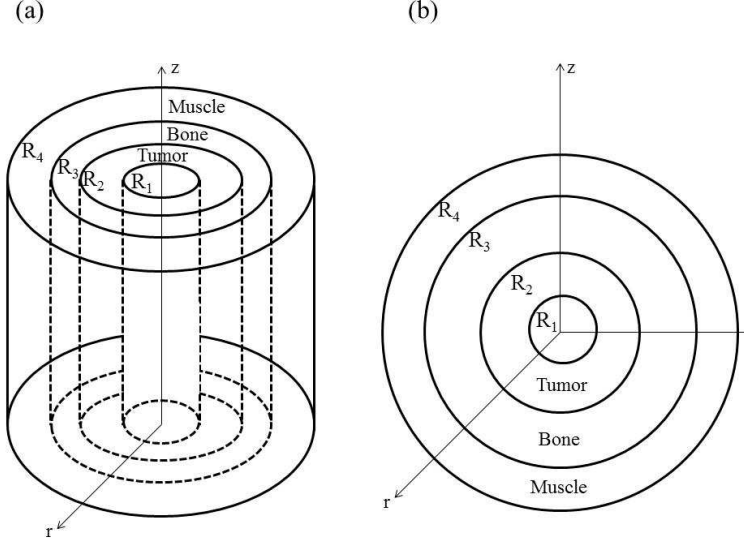 (a)
z
Muscle
Bone
Tumor
R4
R3
R2
R1
r
(b)
z
R4
R3
R2
R1
Tumor
Bone
Muscle
r